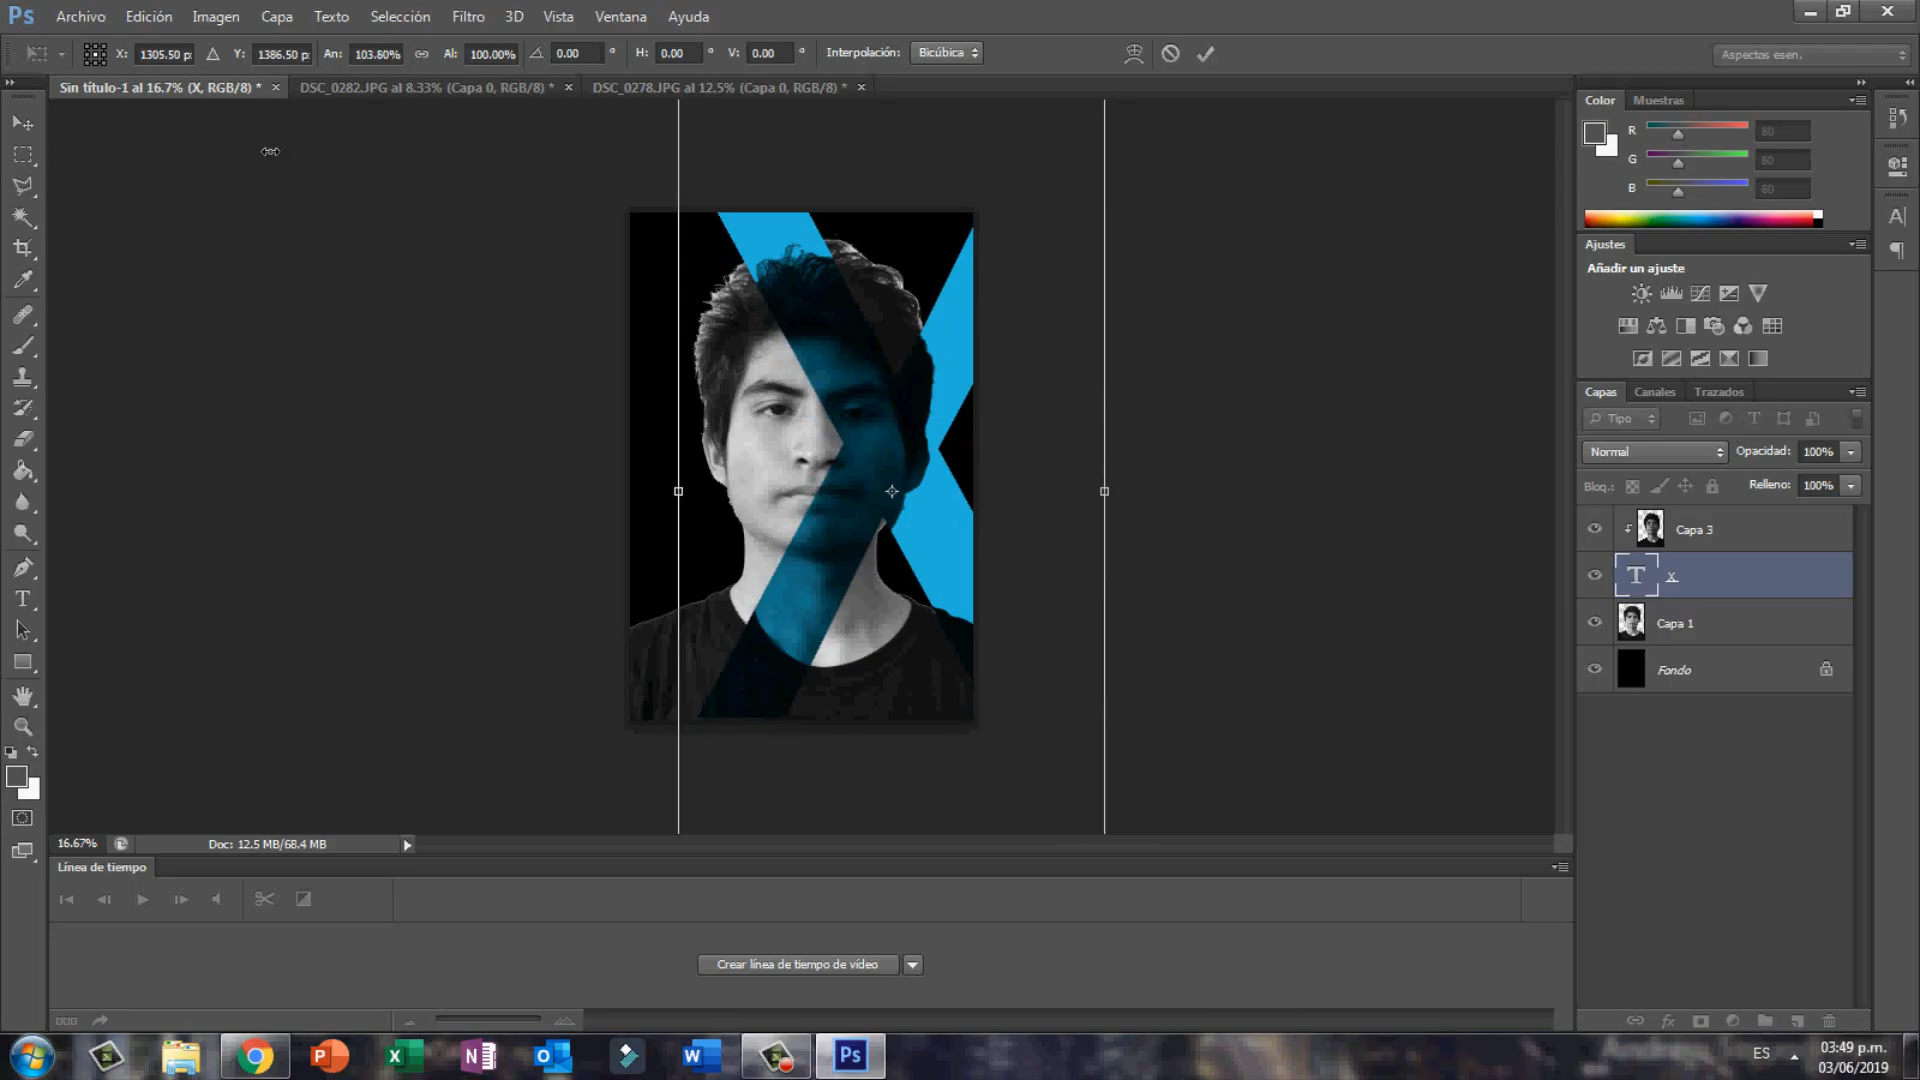 Ps Archivo Edición Imagen Capa Texto Selección Filtro 3D Vista Ventana Ayuda
X: 1305.50 p: Y: 1386.50 p: An: 103.80% Al: 100.00% 0.00 ° H: 0.00 ° V: 0.00 ° Interpolación: Bicúbica Aspectos esen.
Sin título-1 al 16.7% (X, RGB/8) * × DSC_0282.JPG al 8.33% (Capa 0, RGB/8) * × DSC_0278.JPG al 12.5% (Capa 0, RGB/8) * ×
Color Muestras
R 60
G 60
B 60
Ajustes
Añadir un ajuste
Capas Canales Trazados
Tipo
Normal Opacidad: 100%
Bloq.: Relleno: 100%
Capa 3
T X
Capa 1
Fondo
16.67% Doc: 12.5 MB/68.4 MB
Línea de tiempo
Crear línea de tiempo de vídeo
ES 03:49 p.m.
03/06/2019